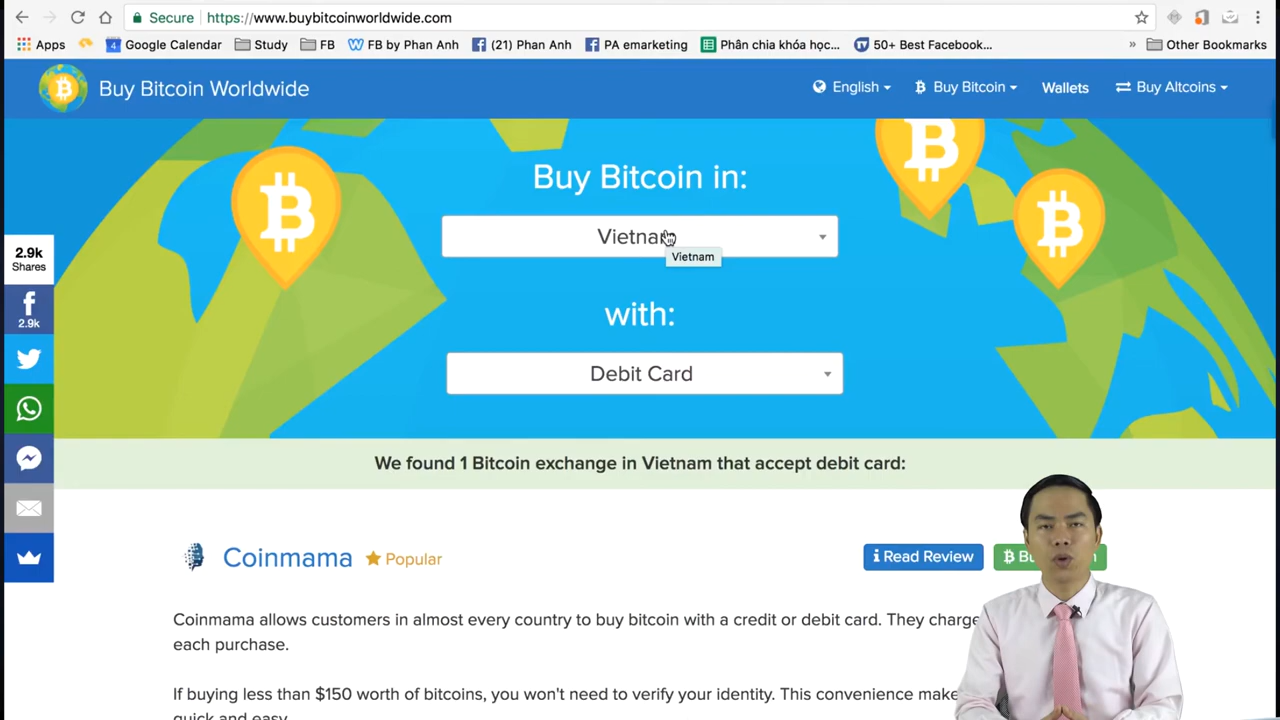 Secure https://www.buybitcoinworldwide.com
Apps Google Calendar Study FB FB by Phan Anh (21) Phan Anh PA emarketing Phân chia khóa học... 50+ Best Facebook... » Other Bookmarks
Buy Bitcoin Worldwide English Buy Bitcoin Wallets Buy Altcoins
Buy Bitcoin in:
Vietnam
Vietnam
with:
Debit Card
2.9k
Shares
2.9k
We found 1 Bitcoin exchange in Vietnam that accept debit card:
Coinmama Popular Read Review
Coinmama allows customers in almost every country to buy bitcoin with a credit or debit card. They charge
each purchase.
If buying less than $150 worth of bitcoins, you won't need to verify your identity. This convenience
quick and easy.